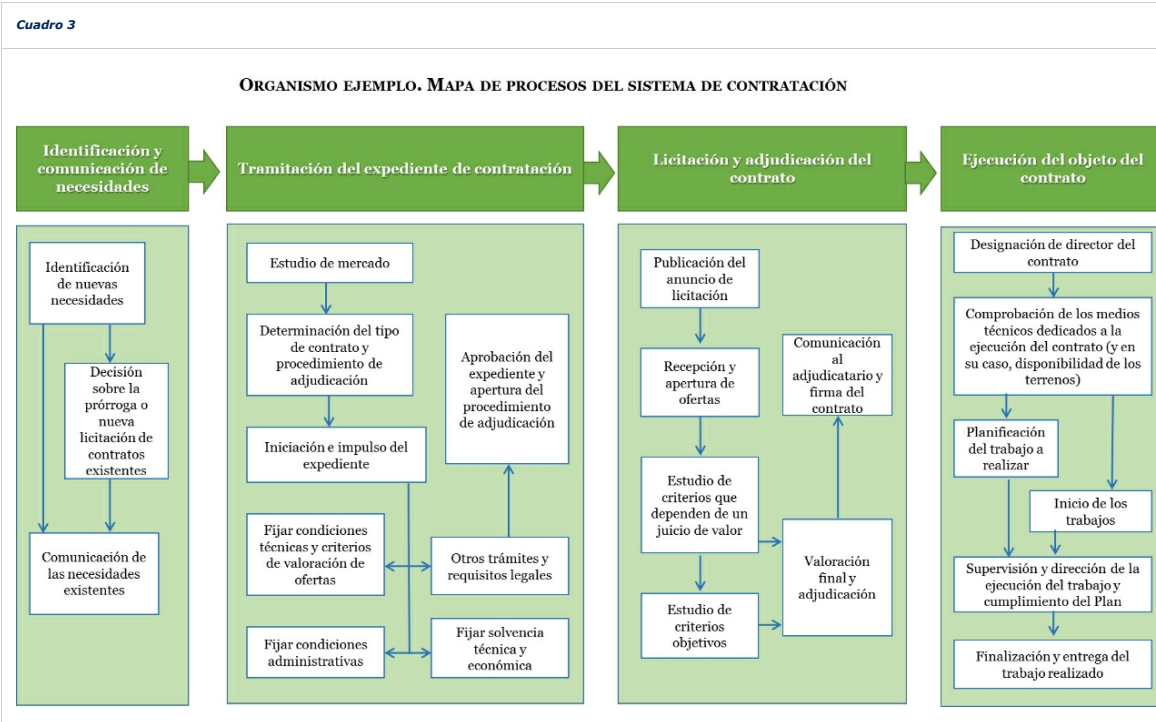 Cuadro 3
ORGANISMO EJEMPLO. MAPA DE PROCESOS DEL SISTEMA DE CONTRATACIÓN
Identificación y
comunicación de
necesidades
Tramitación del expediente de contratación
Licitación y adjudicación del
contrato
Ejecución del objeto del
contrato
Identificación
de nuevas
necesidades
Decisión
sobre la
prórroga o
nueva
licitación de
contratos
existentes
Comunicación de
las necesidades
existentes
Estudio de mercado
Determinación del tipo
de contrato y
procedimiento de
adjudicación
Iniciación e impulso del
expediente
Fijar condiciones
técnicas y criterios
de valoración de
ofertas
Fijar condiciones
administrativas
Aprobación del
expediente y
apertura del
procedimiento
de adjudicación
Otros trámites y
requisitos legales
Fijar solvencia
técnica y
económica
Publicación del
anuncio de
licitación
Recepción y
apertura de
ofertas
Estudio de
criterios que
dependen de un
juicio de valor
Estudio de
criterios
objetivos
Comunicación
al
adjudicatario y
firma del
contrato
Valoración
final y
adjudicación
Designación de director del
contrato
Comprobación de los medios
técnicos dedicados a la
ejecución del contrato (y en
su caso, disponibilidad de los
terrenos)
Planificación
del trabajo a
realizar
Inicio de los
trabajos
Supervisión y dirección de la
ejecución del trabajo y
cumplimiento del Plan
Finalización y entrega del
trabajo realizado